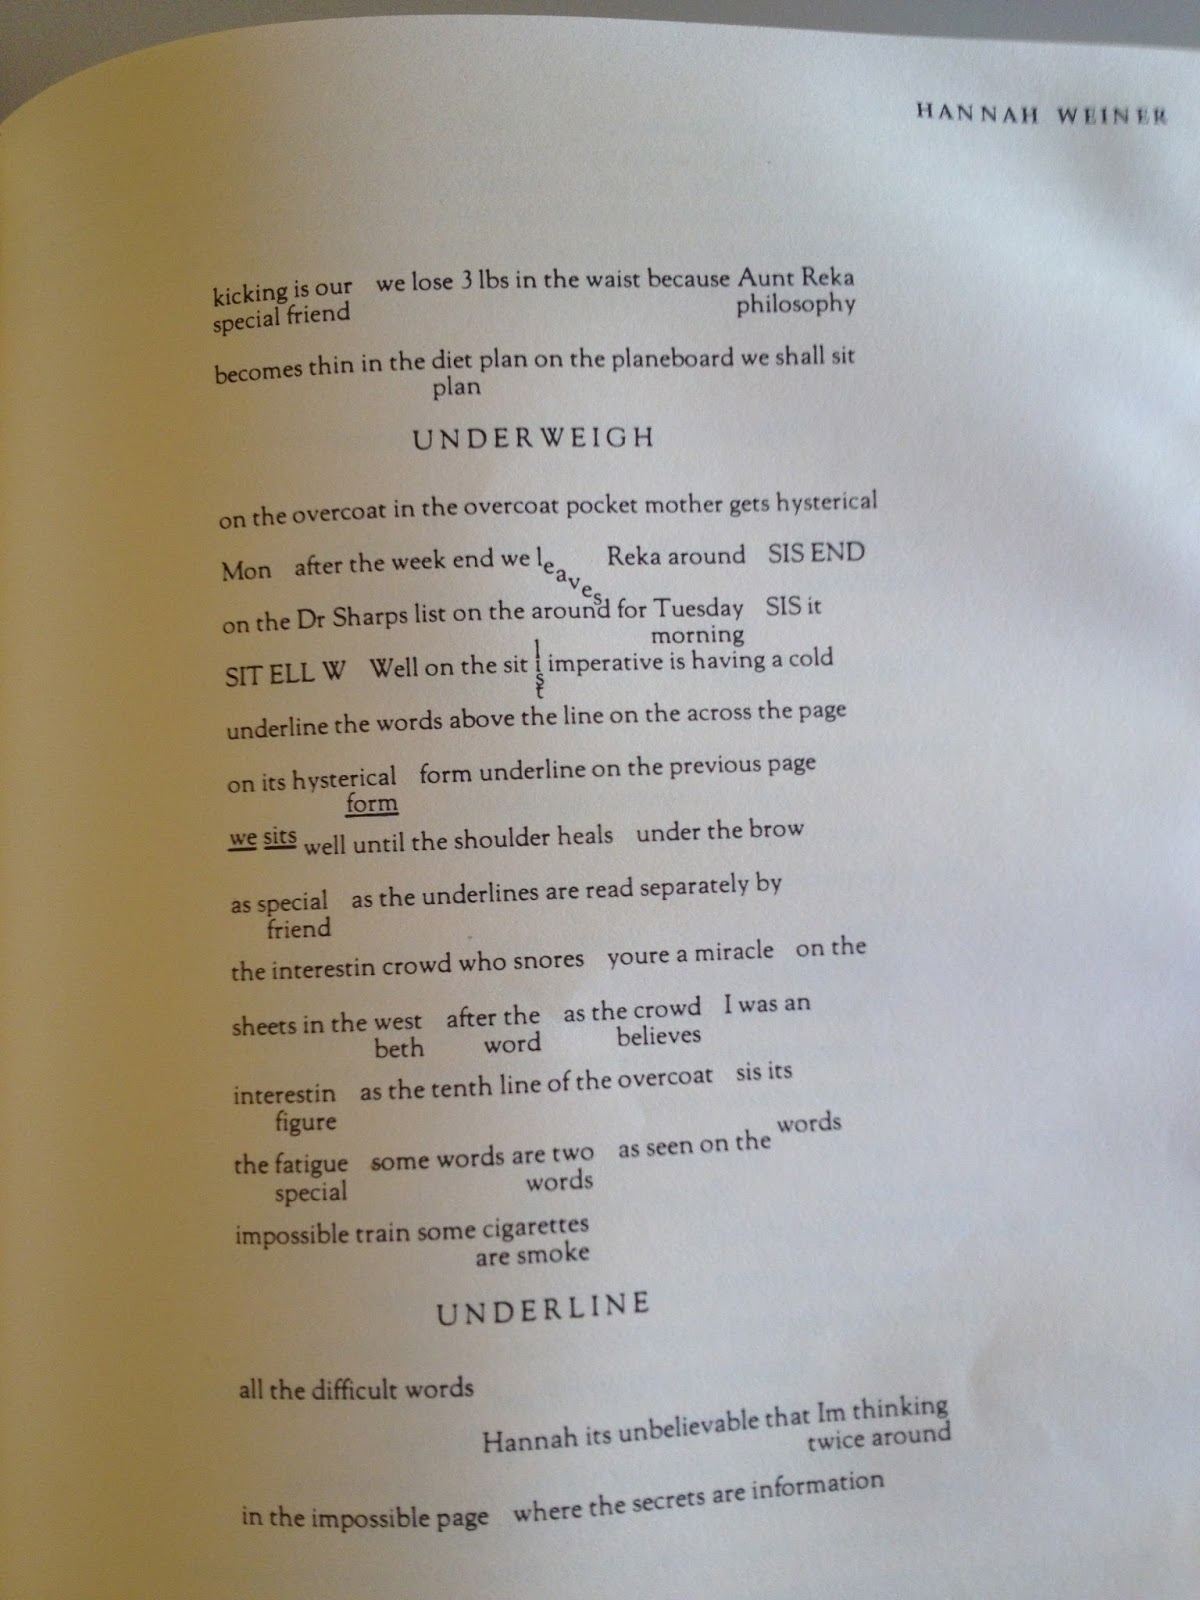 HANNAH WEINER
kicking is our we lose 3 lbs in the waist because Aunt Reka
special friend philosophy
becomes thin in the diet plan on the planeboard we shall sit
plan
UNDERWEIGH
on the overcoat in the overcoat pocket mother gets hysterical
Mon after the week end we leaves Reka around SIS END
on the Dr Sharps list on the around for Tuesday SIS it
morning
SIT ELL W Well on the sit list imperative is having a cold
underline the words above the line on the across the page
on its hysterical form underline on the previous page
form
we sits well until the shoulder heals under the brow
as special as the underlines are read separately by
friend
the interestin crowd who snores youre a miracle on the
sheets in the west after the as the crowd I was an
beth word believes
interestin as the tenth line of the overcoat sis its
figure
the fatigue some words are two as seen on the words
special words
impossible train some cigarettes
are smoke
UNDERLINE
all the difficult words
Hannah its unbelievable that Im thinking
twice around
in the impossible page where the secrets are information